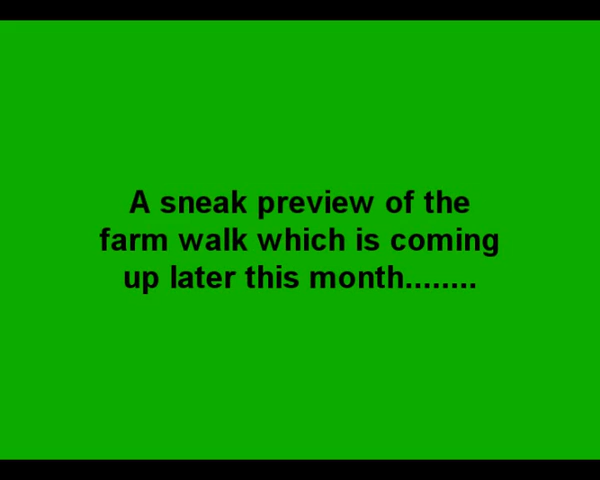 A sneak preview of the
farm walk which is coming
up later this month........